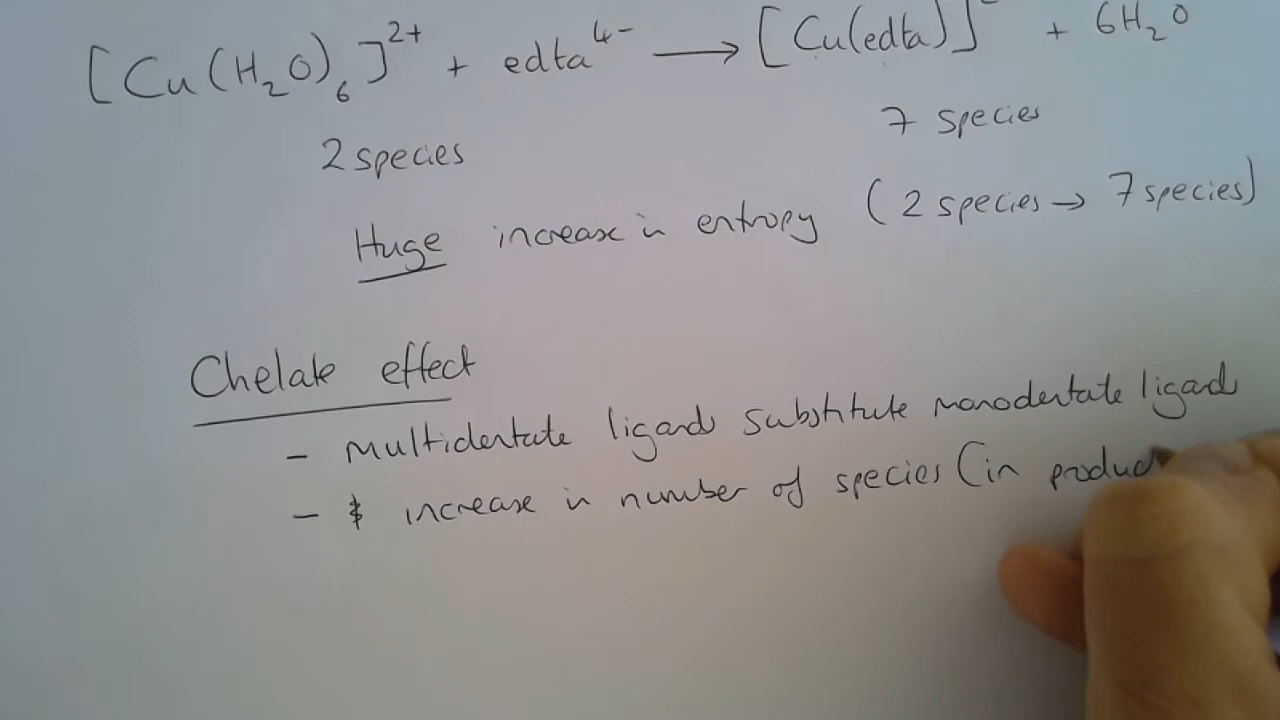 [Cu(H₂O)₆]²⁺ + edta⁴⁻ → [Cu(edta)]⁻ + 6H₂O
2 species 7 species
Huge increase in entropy (2 species → 7 species)
Chelate effect
- multidentate ligands substitute monodentate ligands
- increase in number of species (in produc